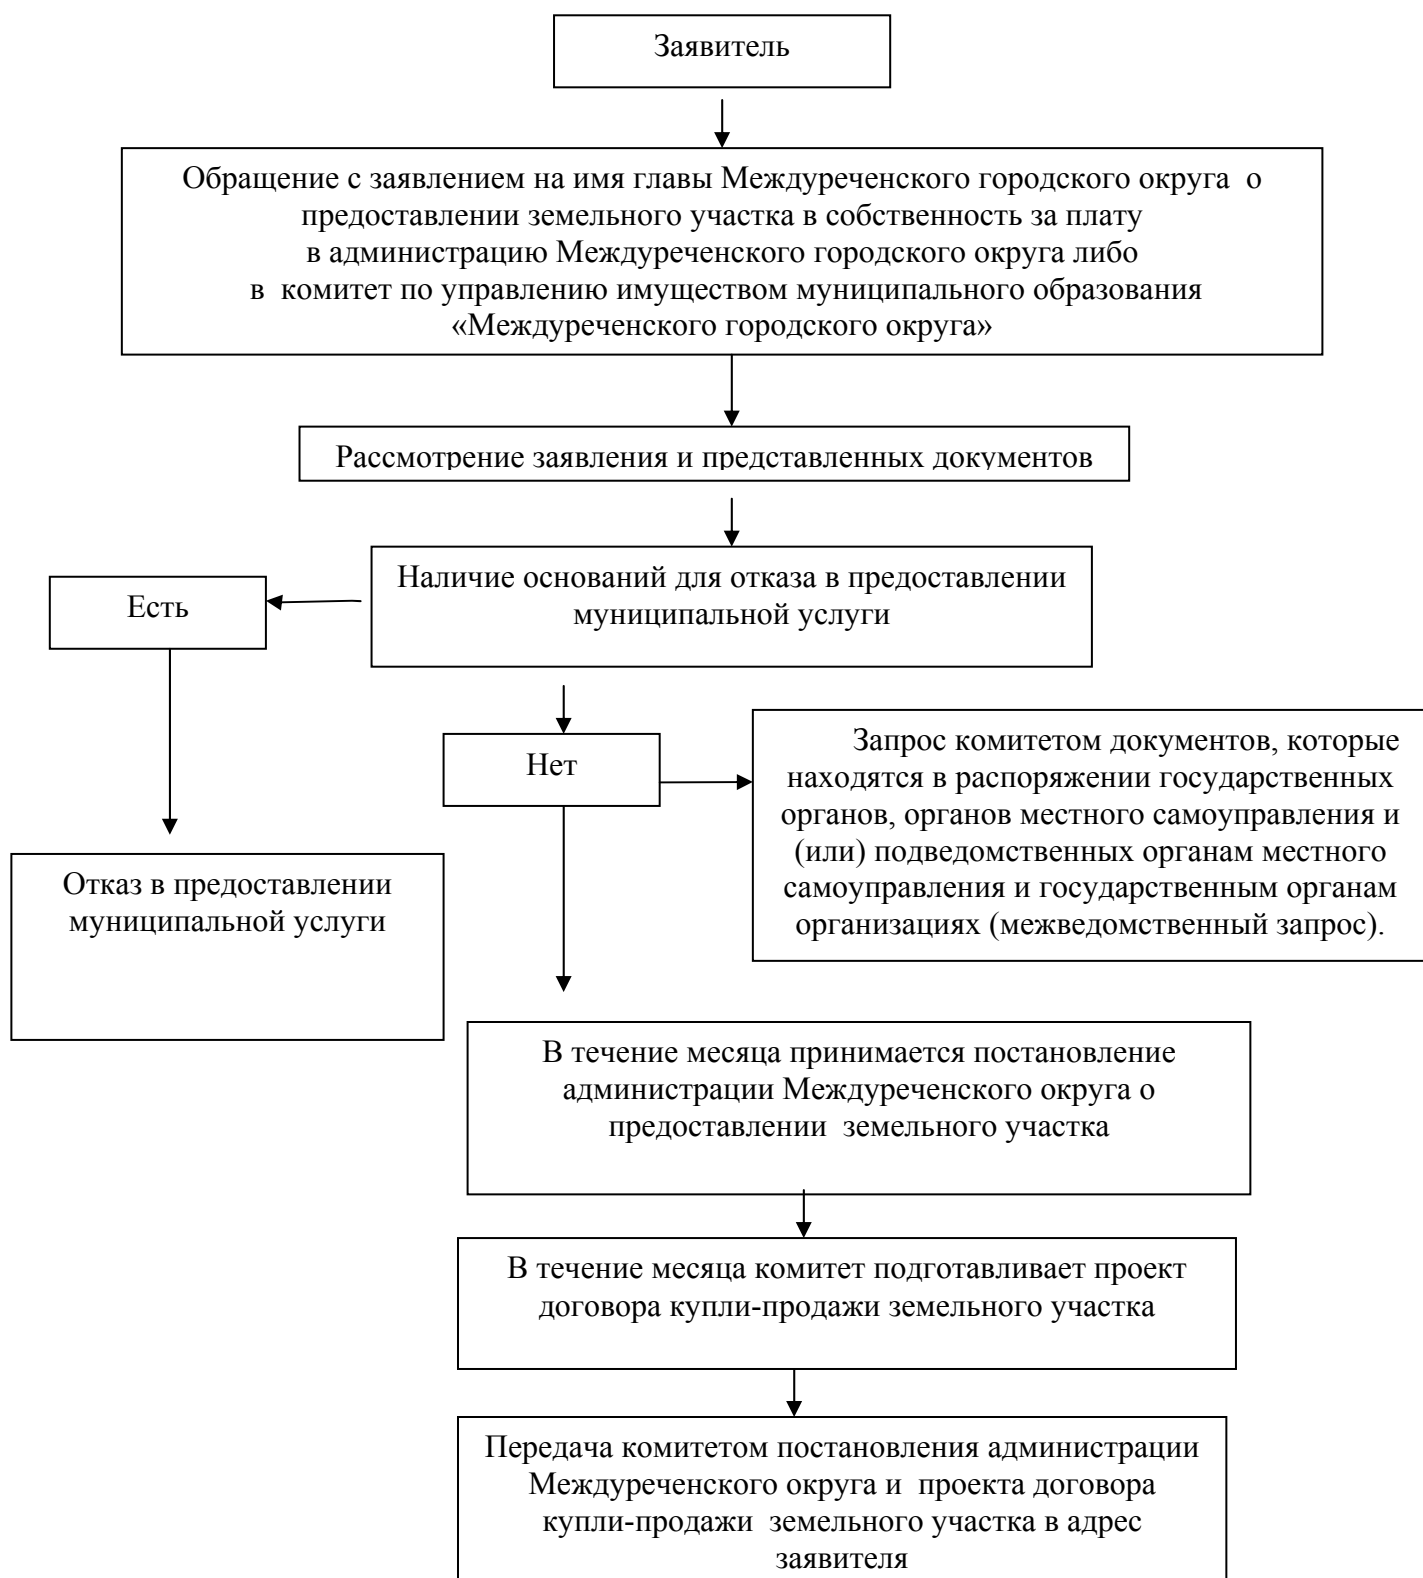 Заявитель
Обращение с заявлением на имя главы Междуреченского городского округа о
предоставлении земельного участка в собственность за плату
в администрацию Междуреченского городского округа либо
в комитет по управлению имуществом муниципального образования
«Междуреченского городского округа»
Рассмотрение заявления и представленных документов
Наличие оснований для отказа в предоставлении
муниципальной услуги
Есть
Нет
Запрос комитетом документов, которые
находятся в распоряжении государственных
органов, органов местного самоуправления и
(или) подведомственных органам местного
самоуправления и государственным органам
организациях (межведомственный запрос).
Отказ в предоставлении
муниципальной услуги
В течение месяца принимается постановление
администрации Междуреченского округа о
предоставлении земельного участка
В течение месяца комитет подготавливает проект
договора купли-продажи земельного участка
Передача комитетом постановления администрации
Междуреченского округа и проекта договора
купли-продажи земельного участка в адрес
заявителя